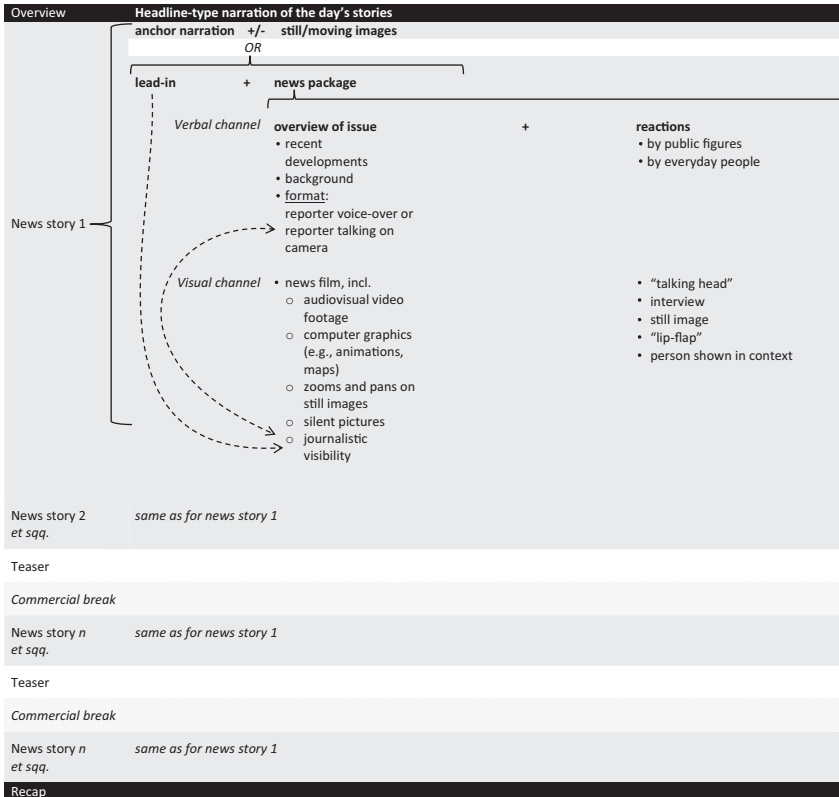 Overview Headline-type narration of the day's stories
anchor narration +/- still/moving images
OR
lead-in + news package
Verbal channel overview of issue + reactions
• recent
developments
• background
• format:
reporter voice-over or
reporter talking on
camera
• by public figures
• by everyday people
News story 1
Visual channel • news film, incl.
○ audiovisual video
footage
○ computer graphics
(e.g., animations,
maps)
○ zooms and pans on
still images
○ silent pictures
○ journalistic
visibility
• “talking head”
• interview
• still image
• “lip-flap”
• person shown in context
News story 2 same as for news story 1
et sqq.
Teaser
Commercial break
News story n same as for news story 1
et sqq.
Teaser
Commercial break
News story n same as for news story 1
et sqq.
Recap